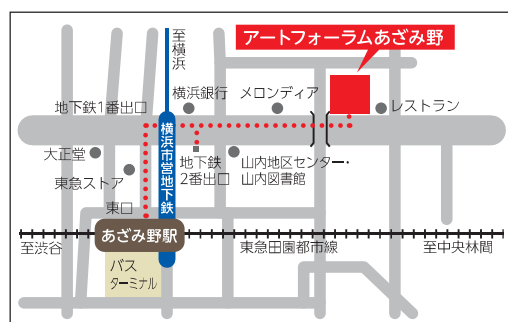 至横浜
アートフォーラムあざみ野
地下鉄1番出口
横浜銀行
メロンディア
レストラン
横浜市営地下鉄
大正堂
東急ストア
地下鉄
2番出口
山内地区センター・
山内図書館
東口
あざみ野駅
至渋谷
東急田園都市線
至中央林間
バス
ターミナル